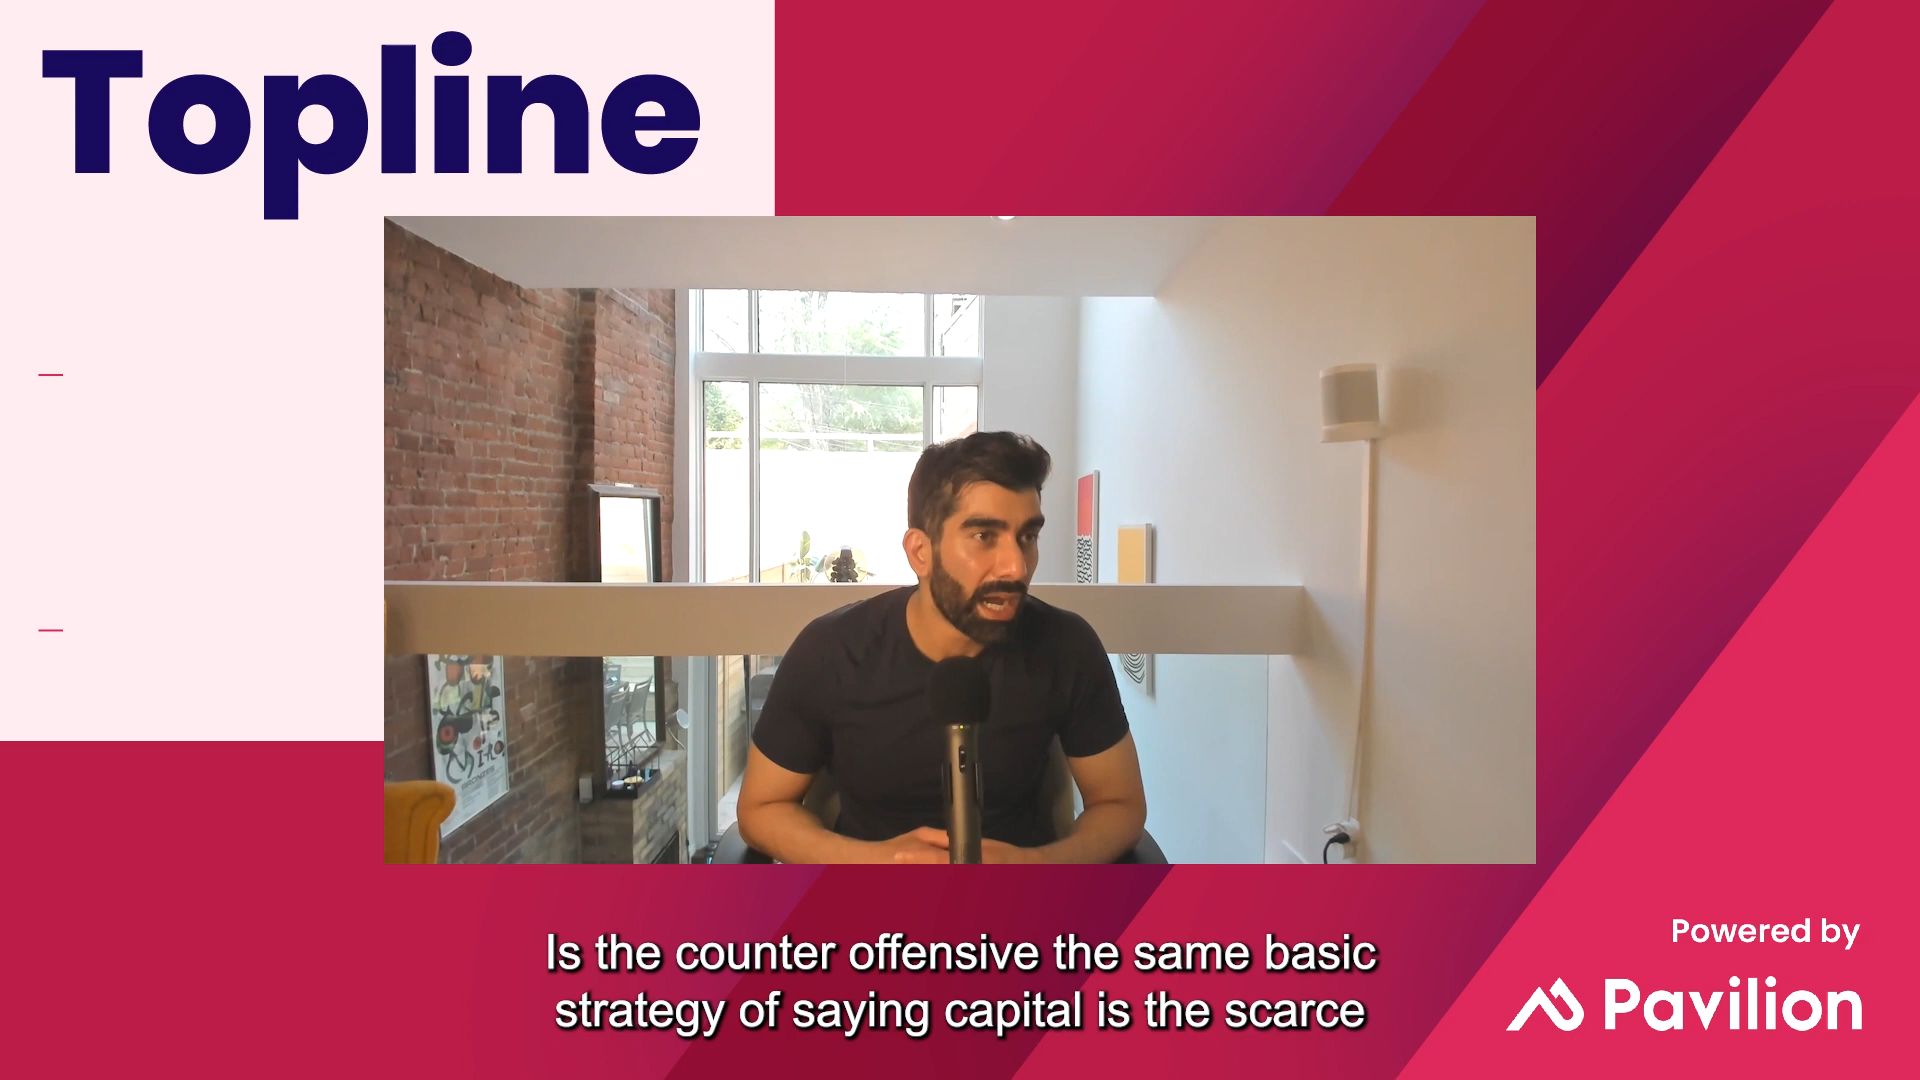 Topline
Is the counter offensive the same basic
strategy of saying capital is the scarce
Powered by
Pavilion